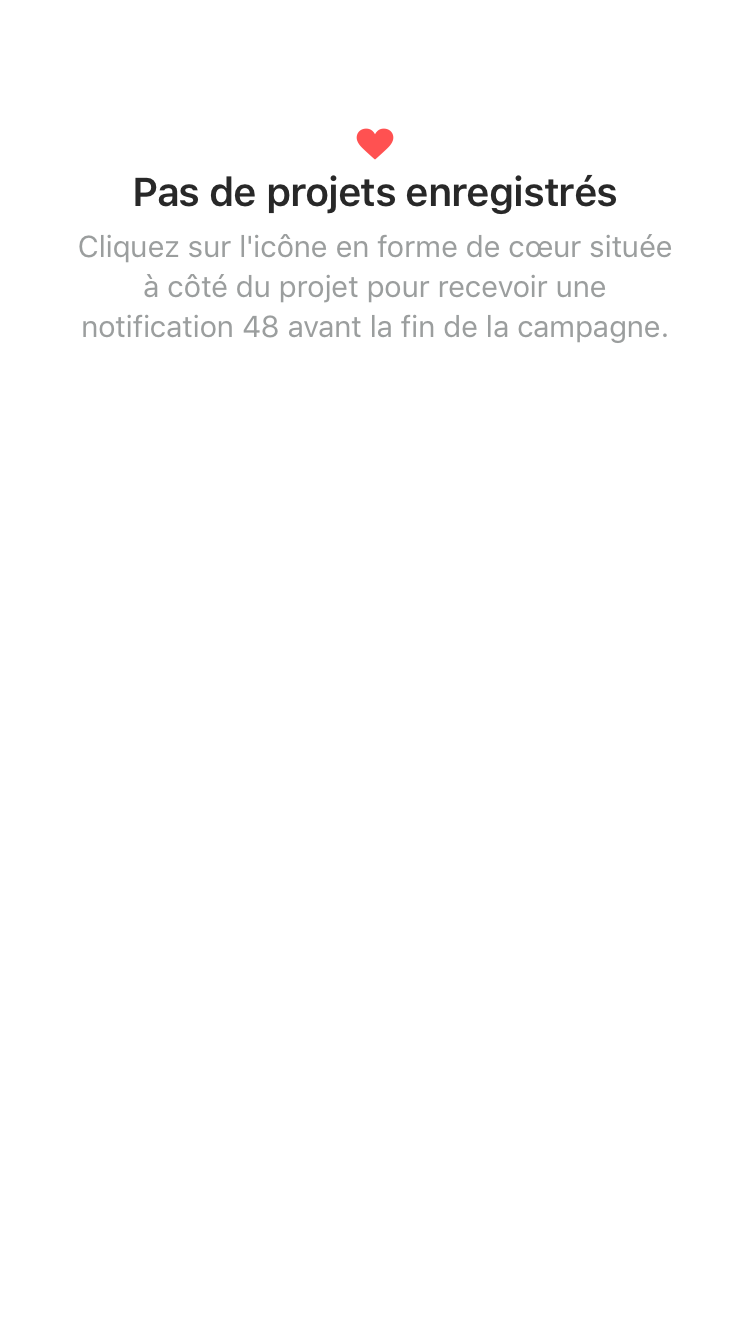 Pas de projets enregistrés
Cliquez sur l'icône en forme de cœur située
à côté du projet pour recevoir une
notification 48 avant la fin de la campagne.